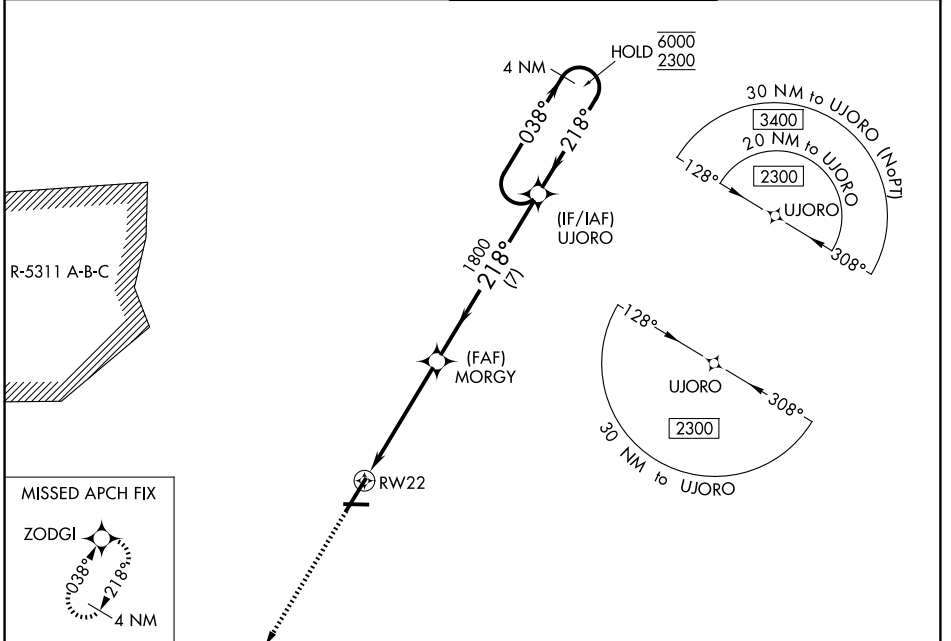 HOLD 6000
2300
4 NM
038°
218°
(IF/IAF)
UJORO
1800
218°
(7)
(FAF)
MORGY
RW22
R-5311 A-B-C
30 NM to UJORO (NoPT)
3400
20 NM to UJORO
2300
128°
UJORO
308°
128°
UJORO
308°
2300
30 NM to UJORO
MISSED APCH FIX
ZODGI
038°
218°
4 NM